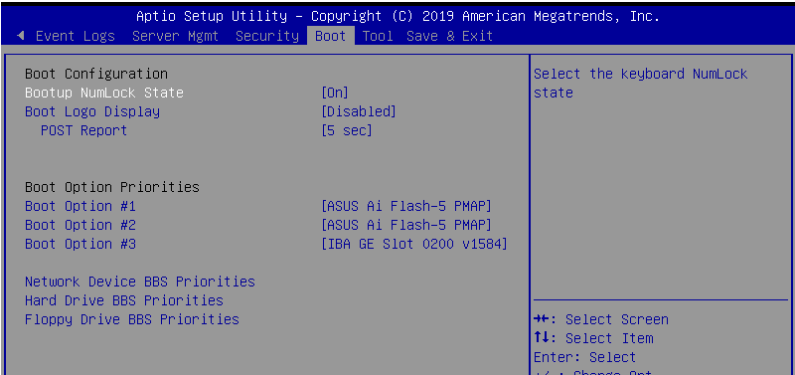 Aptio Setup Utility – Copyright (C) 2019 American Megatrends, Inc.
Event Logs Server Mgmt Security Boot Tool Save & Exit
Boot Configuration
Bootup NumLock State [On]
Boot Logo Display [Disabled]
POST Report [5 sec]
Boot Option Priorities
Boot Option #1 [ASUS Ai Flash-5 PMAP]
Boot Option #2 [ASUS Ai Flash-5 PMAP]
Boot Option #3 [IBA GE Slot 0200 v1584]
Network Device BBS Priorities
Hard Drive BBS Priorities
Floppy Drive BBS Priorities
Select the keyboard NumLock
state
→←: Select Screen
↑↓: Select Item
Enter: Select
+/-: Change Opt.